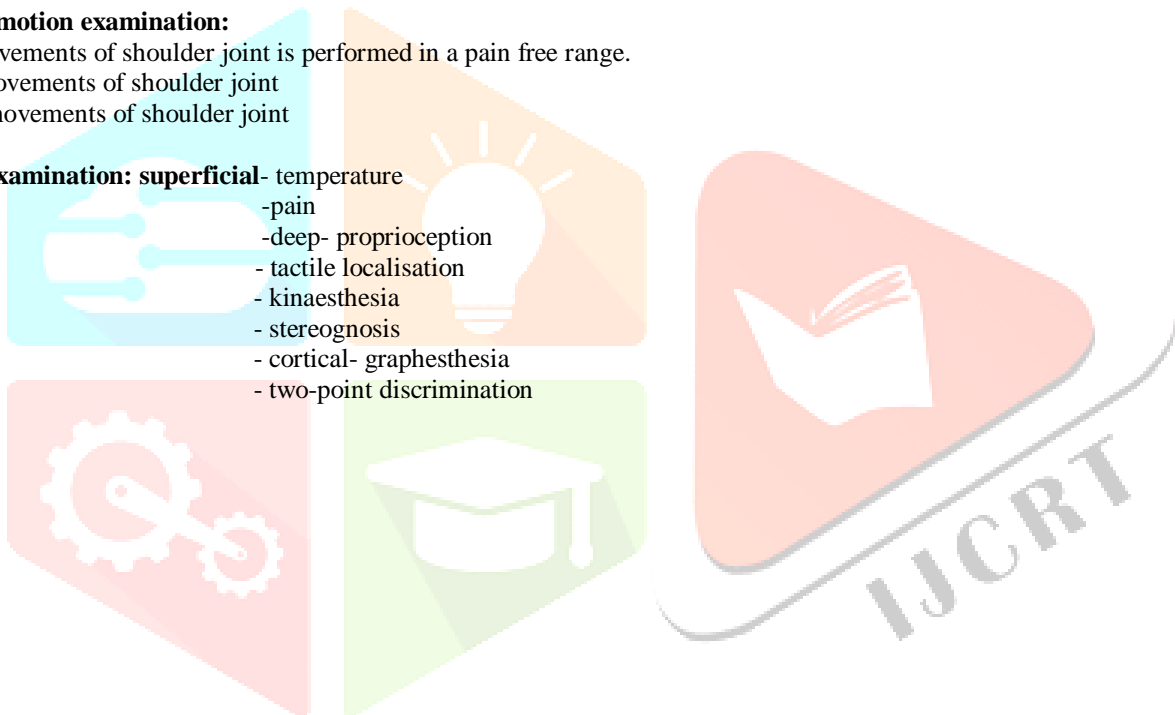 motion examination:
vements of shoulder joint is performed in a pain free range.
ovements of shoulder joint
movements of shoulder joint
xamination: superficial- temperature
-pain
-deep- proprioception
- tactile localisation
- kinaesthesia
- stereognosis
- cortical- graphesthesia
- two-point discrimination
IJCRT